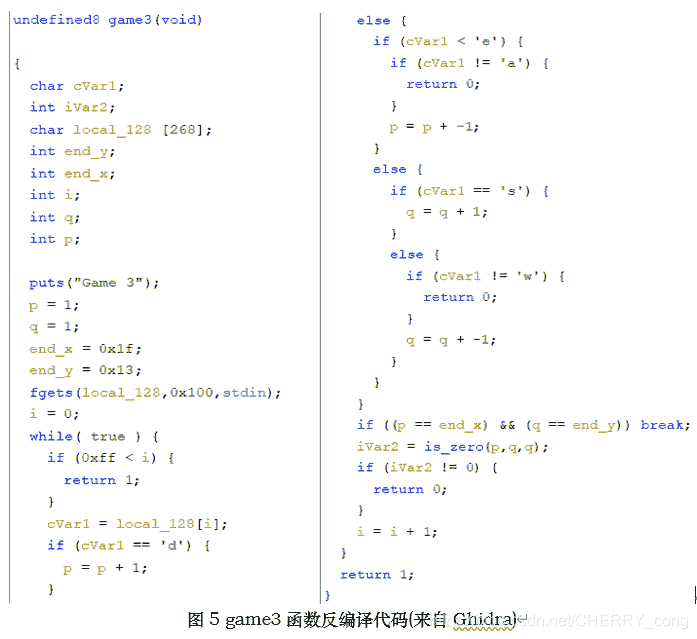 undefined8 game3(void)
{
char cVar1;
int iVar2;
char local_128 [268];
int end_y;
int end_x;
int i;
int q;
int p;
puts("Game 3");
p = 1;
q = 1;
end_x = 0x1f;
end_y = 0x13;
fgets(local_128,0x100,stdin);
i = 0;
while( true ) {
if (0xff < i) {
return 1;
}
cVar1 = local_128[i];
if (cVar1 == 'd') {
p = p + 1;
}
else {
if (cVar1 < 'e') {
if (cVar1 != 'a') {
return 0;
}
p = p + -1;
}
else {
if (cVar1 == 's') {
q = q + 1;
}
else {
if (cVar1 != 'w') {
return 0;
}
q = q + -1;
}
}
}
if ((p == end_x) && (q == end_y)) break;
iVar2 = is_zero(p,q,q);
if (iVar2 != 0) {
return 0;
}
i = i + 1;
}
return 1;
}
图 5 game3 函数反编译代码(来自 Ghidra)
sdn.net/CHERRY_cong